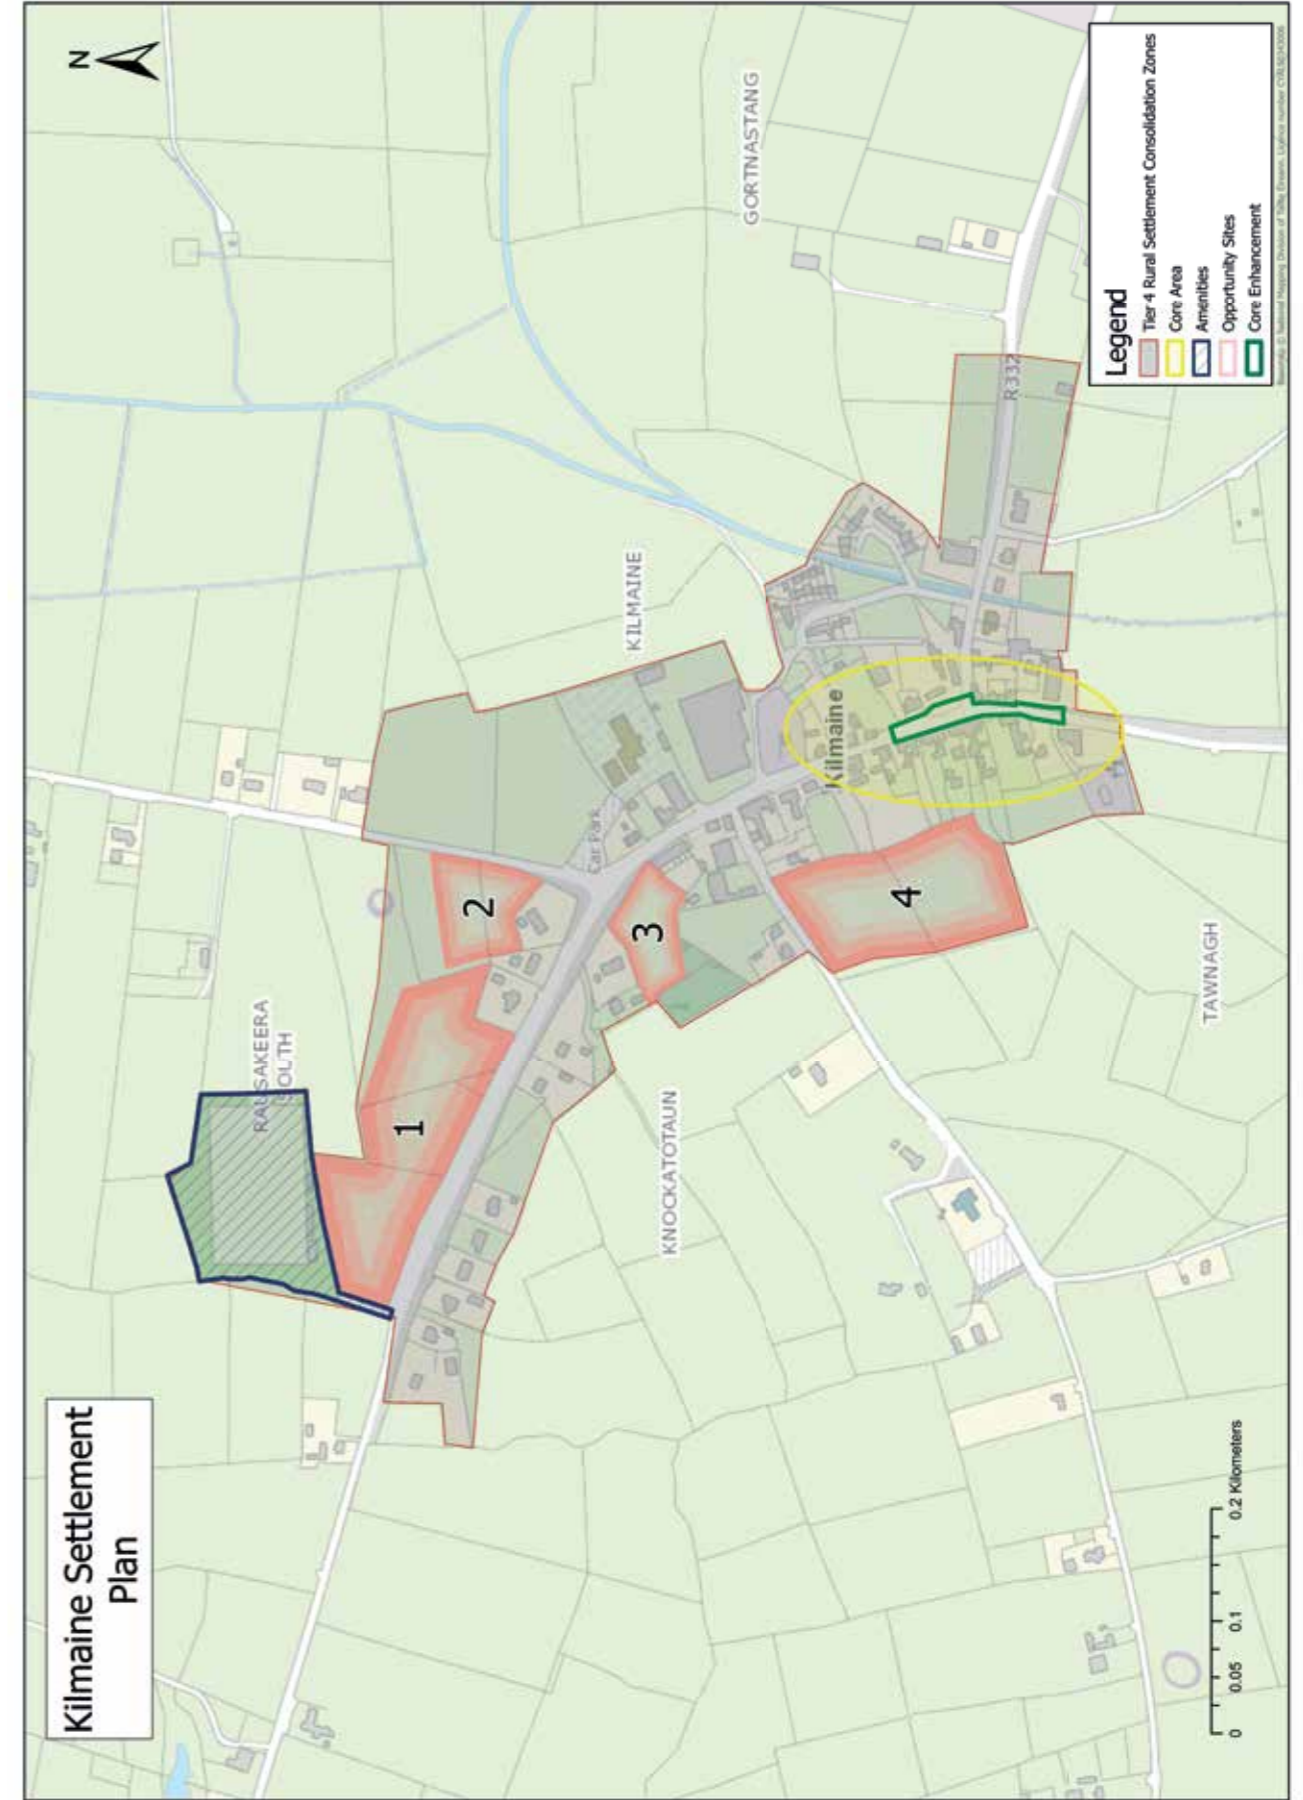 Kilmaine Settlement
Plan
N
RAUSAKEERA
SOUTH
GORTNASTANG
KILMAINE
Car Park
Kilmaine
R332
KNOCKATOTAUN
TAWNAGH
1
2
3
4
0 0.05 0.1 0.2 Kilometers
Legend
Tier 4 Rural Settlement Consolidation Zones
Core Area
Amenities
Opportunity Sites
Core Enhancement